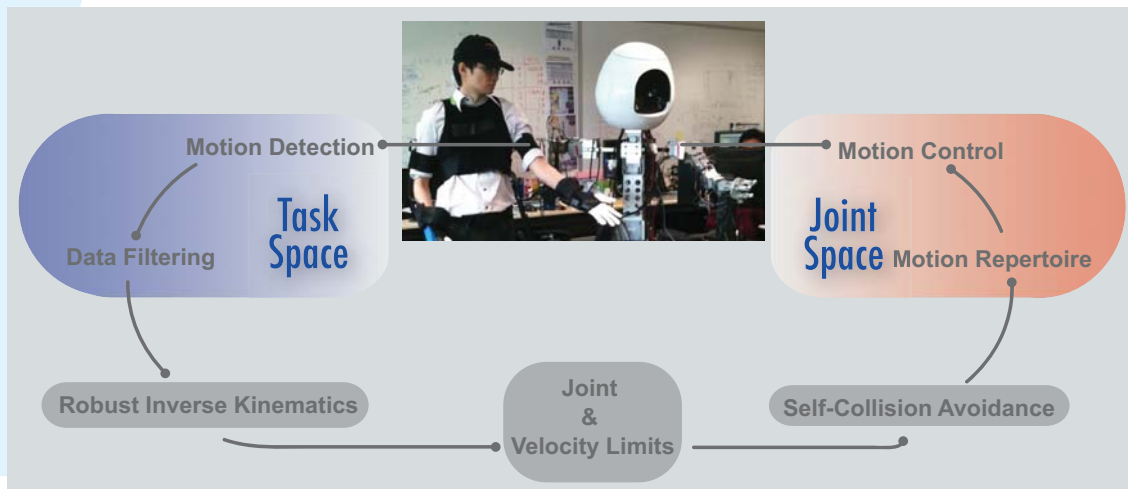 Motion Detection
Motion Control
Task
Space
Joint
Space
Data Filtering
Motion Repertoire
Robust Inverse Kinematics
Joint
&
Velocity Limits
Self-Collision Avoidance